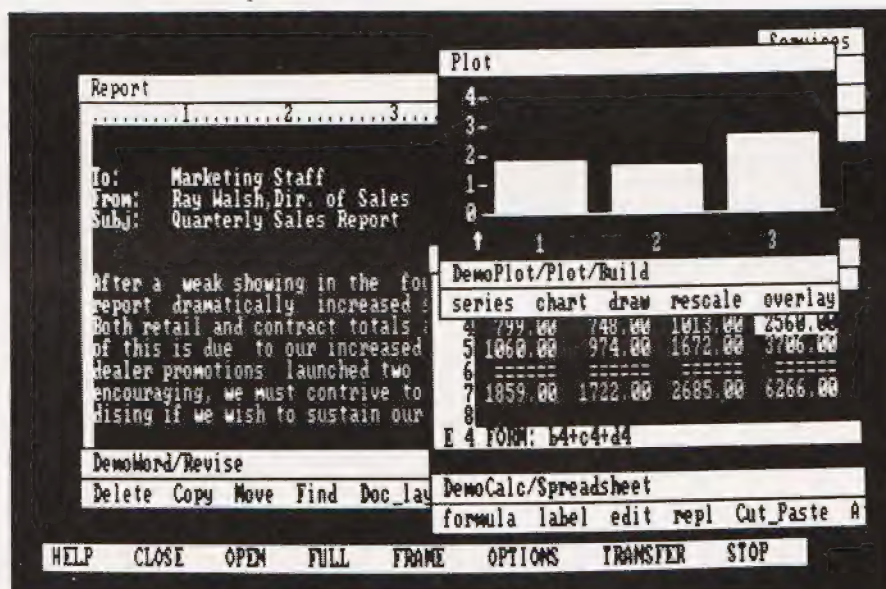 Services
Plot
Report
.........1.........2.........3....
4-
3-
2-
1-
0
1 2 3
To: Marketing Staff
From: Ray Walsh,Dir. of Sales
Subj: Quarterly Sales Report
After a weak showing in the fou
report dramatically increased s
Both retail and contract totals a
of this is due to our increased
dealer promotions launched two
encouraging, we must contrive to
dising if we wish to sustain our
DemoWord/Revise
Delete Copy Move Find Doc_lay
DemoPlot/Plot/Build
series chart draw rescale overlay
4 799.00 748.00 1013.00 2560.00
5 1060.00 974.00 1672.00 3706.00
6 ====== ====== ====== ======
7 1859.00 1722.00 2685.00 6266.00
8
E 4 FORM: b4+c4+d4
DemoCalc/Spreadsheet
formula label edit repl Cut_Paste A
HELP CLOSE OPEN FULL FRAME OPTIONS TRANSFER STOP